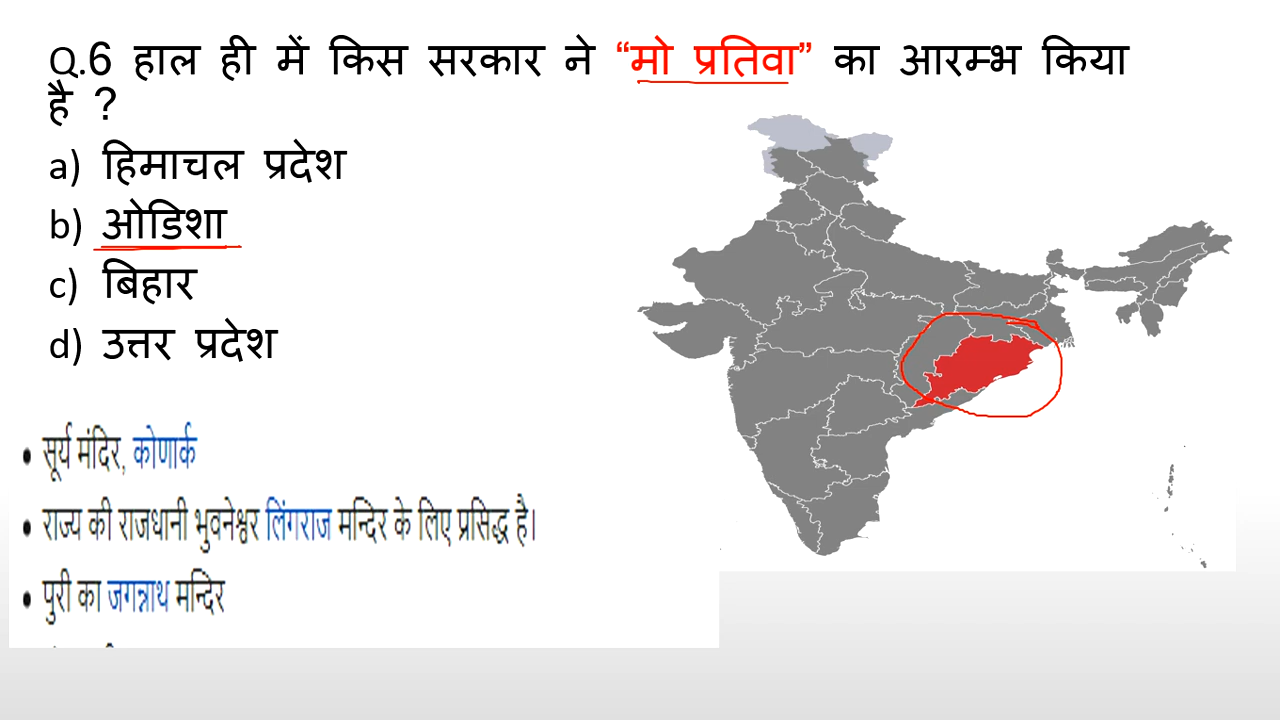 Q.6 हाल ही में किस सरकार ने “मो प्रतिवा” का आरम्भ किया
है ?
a) हिमाचल प्रदेश
b) ओडिशा
c) बिहार
d) उत्तर प्रदेश
• सूर्य मंदिर, कोणार्क
• राज्य की राजधानी भुवनेश्वर लिंगराज मन्दिर के लिए प्रसिद्ध है।
• पुरी का जगन्नाथ मन्दिर